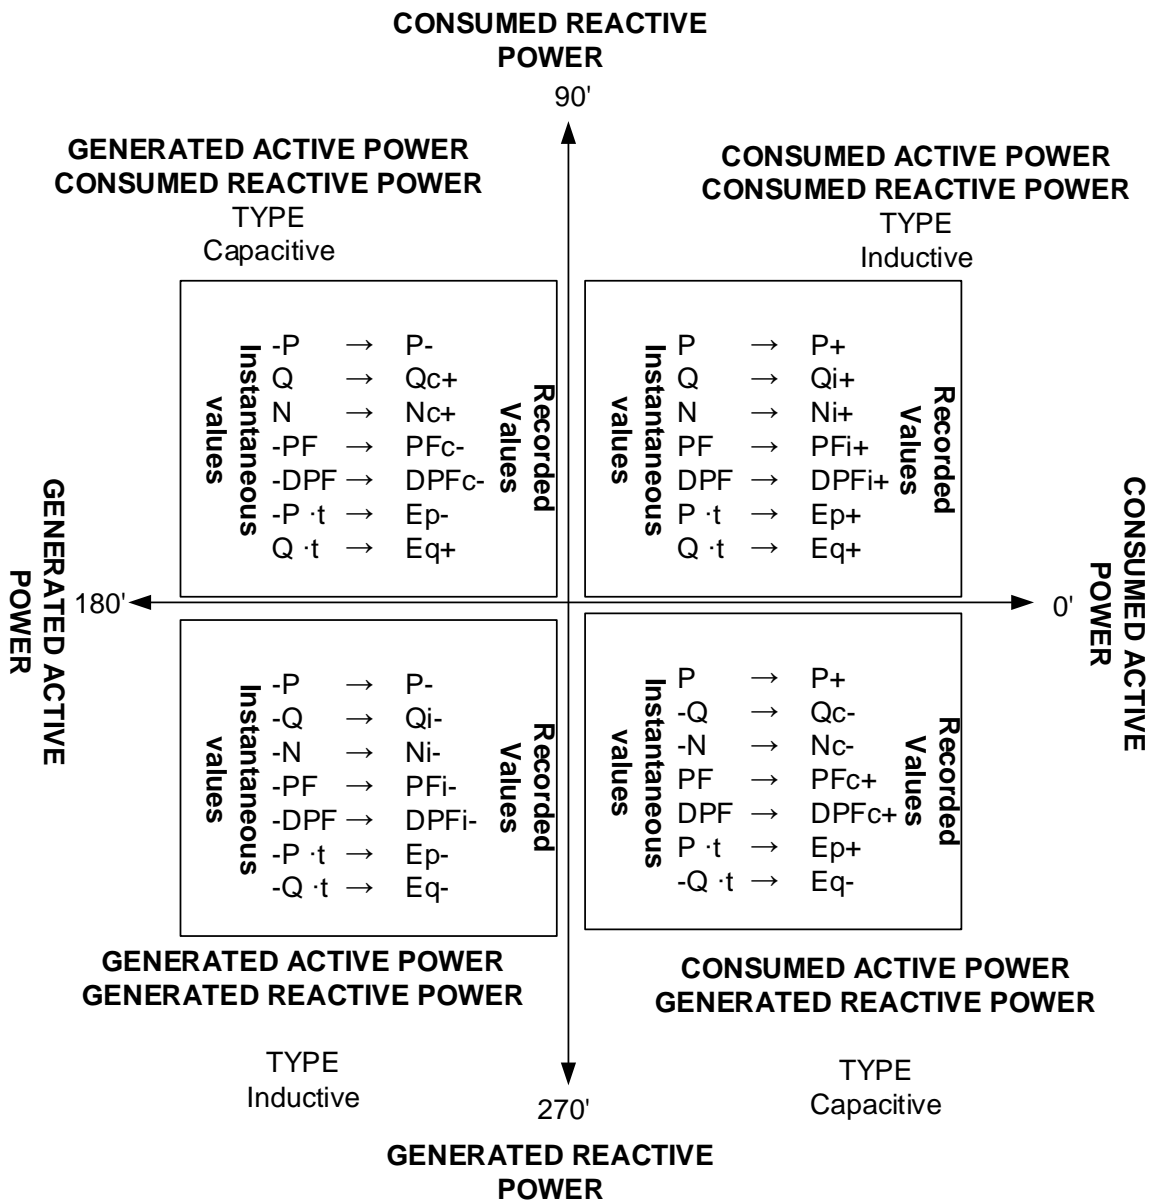 CONSUMED REACTIVE
POWER
90'
GENERATED ACTIVE POWER
CONSUMED REACTIVE POWER
TYPE
Capacitive
CONSUMED ACTIVE POWER
CONSUMED REACTIVE POWER
TYPE
Inductive
Instantaneous
values
-P → P-
Q → Qc+
N → Nc+
-PF → PFc-
-DPF → DPFc-
-P ·t → Ep-
Q ·t → Eq+
Recorded
Values
Instantaneous
values
P → P+
Q → Qi+
N → Ni+
PF → PFi+
DPF → DPFi+
P ·t → Ep+
Q ·t → Eq+
Recorded
Values
GENERATED ACTIVE
POWER
180'
0'
CONSUMED ACTIVE
POWER
Instantaneous
values
-P → P-
-Q → Qi-
-N → Ni-
-PF → PFi-
-DPF → DPFi-
-P ·t → Ep-
-Q ·t → Eq-
Recorded
Values
Instantaneous
values
P → P+
-Q → Qc-
-N → Nc-
PF → PFc+
DPF → DPFc+
P ·t → Ep+
-Q ·t → Eq-
Recorded
Values
GENERATED ACTIVE POWER
GENERATED REACTIVE POWER
TYPE
Inductive
CONSUMED ACTIVE POWER
GENERATED REACTIVE POWER
TYPE
Capacitive
270'
GENERATED REACTIVE
POWER